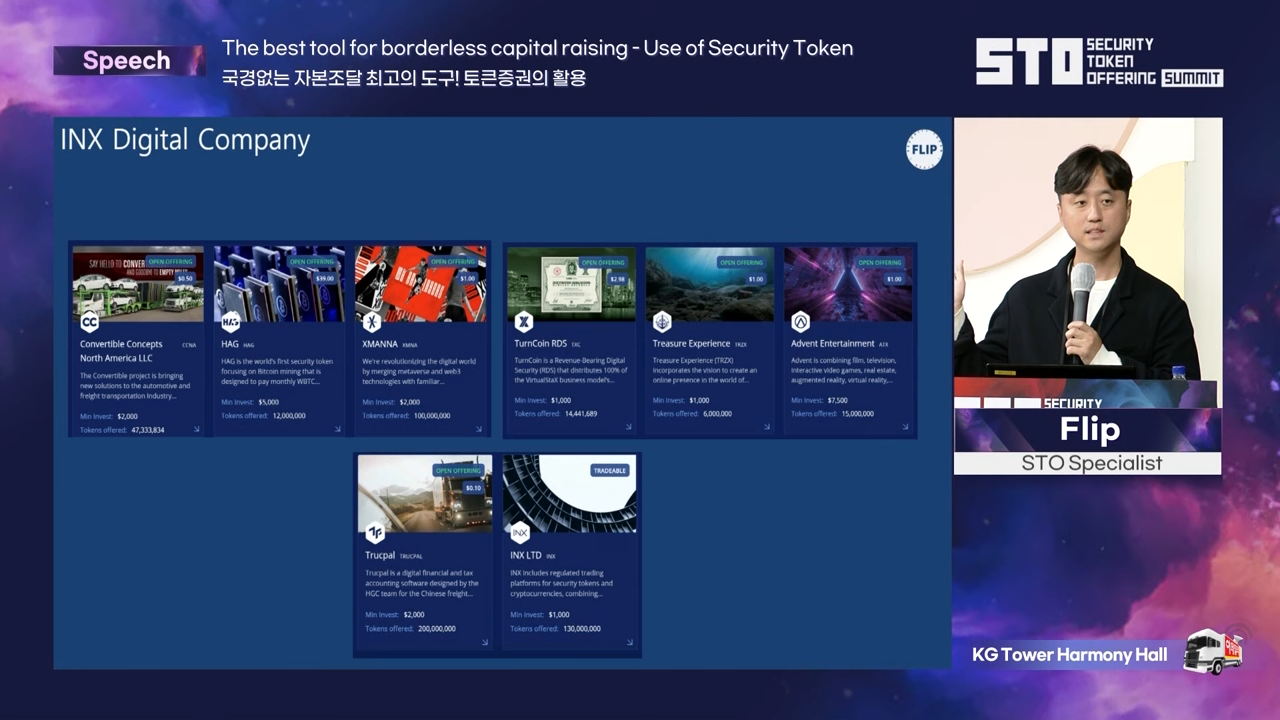 Speech
The best tool for borderless capital raising - Use of Security Token
국경없는 자본조달 최고의 도구! 토큰증권의 활용
STO SECURITY
TOKEN
OFFERING SUMMIT
INX Digital Company
FLIP
SAY HELLO TO CONVER
AND GOODBYE TO EMPTY MILES
OPEN OFFERING
$0.50
CC
Convertible Concepts CCNA
North America LLC
The Convertible project is bringing
new solutions to the automotive and
freight transportation Industry...
Min Invest: $2,000
Tokens offered: 47,333,834
OPEN OFFERING
$39.00
HAG
HAG HAG
HAG is the world's first security token
focusing on Bitcoin mining that is
designed to pay monthly WBTC...
Min Invest: $5,000
Tokens offered: 12,000,000
OPEN OFFERING
$1.00
XMANNA XMNA
We're revolutionizing the digital world
by merging metaverse and web3
technologies with familiar...
Min Invest: $2,000
Tokens offered: 100,000,000
OPEN OFFERING
$2.98
TurnCoin RDS TXC
TurnCoin is a Revenue-Bearing Digital
Security (RDS) that distributes 100% of
the VirtualStaX business model's...
Min Invest: $1,000
Tokens offered: 14,441,689
OPEN OFFERING
$1.00
Treasure Experience TRZX
Treasure Experience (TRZX)
incorporates the vision to create an
online presence in the world of...
Min Invest: $1,000
Tokens offered: 6,000,000
OPEN OFFERING
$1.00
Advent Entertainment
Advent is combining film, television,
interactive video games, real estate,
augmented reality, virtual reality,...
Min Invest: $7,500
Tokens offered: 15,000,000
OPEN OFFERING
$0.10
Trucpal TRUCPAL
Trucpal is a digital financial and tax
accounting software designed by the
HGC team for the Chinese freight...
Min Invest: $2,000
Tokens offered: 200,000,000
TRADEABLE
INX
INX LTD INX
INX includes regulated trading
platforms for security tokens and
cryptocurrencies, combining...
Min Invest: $1,000
Tokens offered: 130,000,000
SECURITY
Flip
STO Specialist
KG Tower Harmony Hall